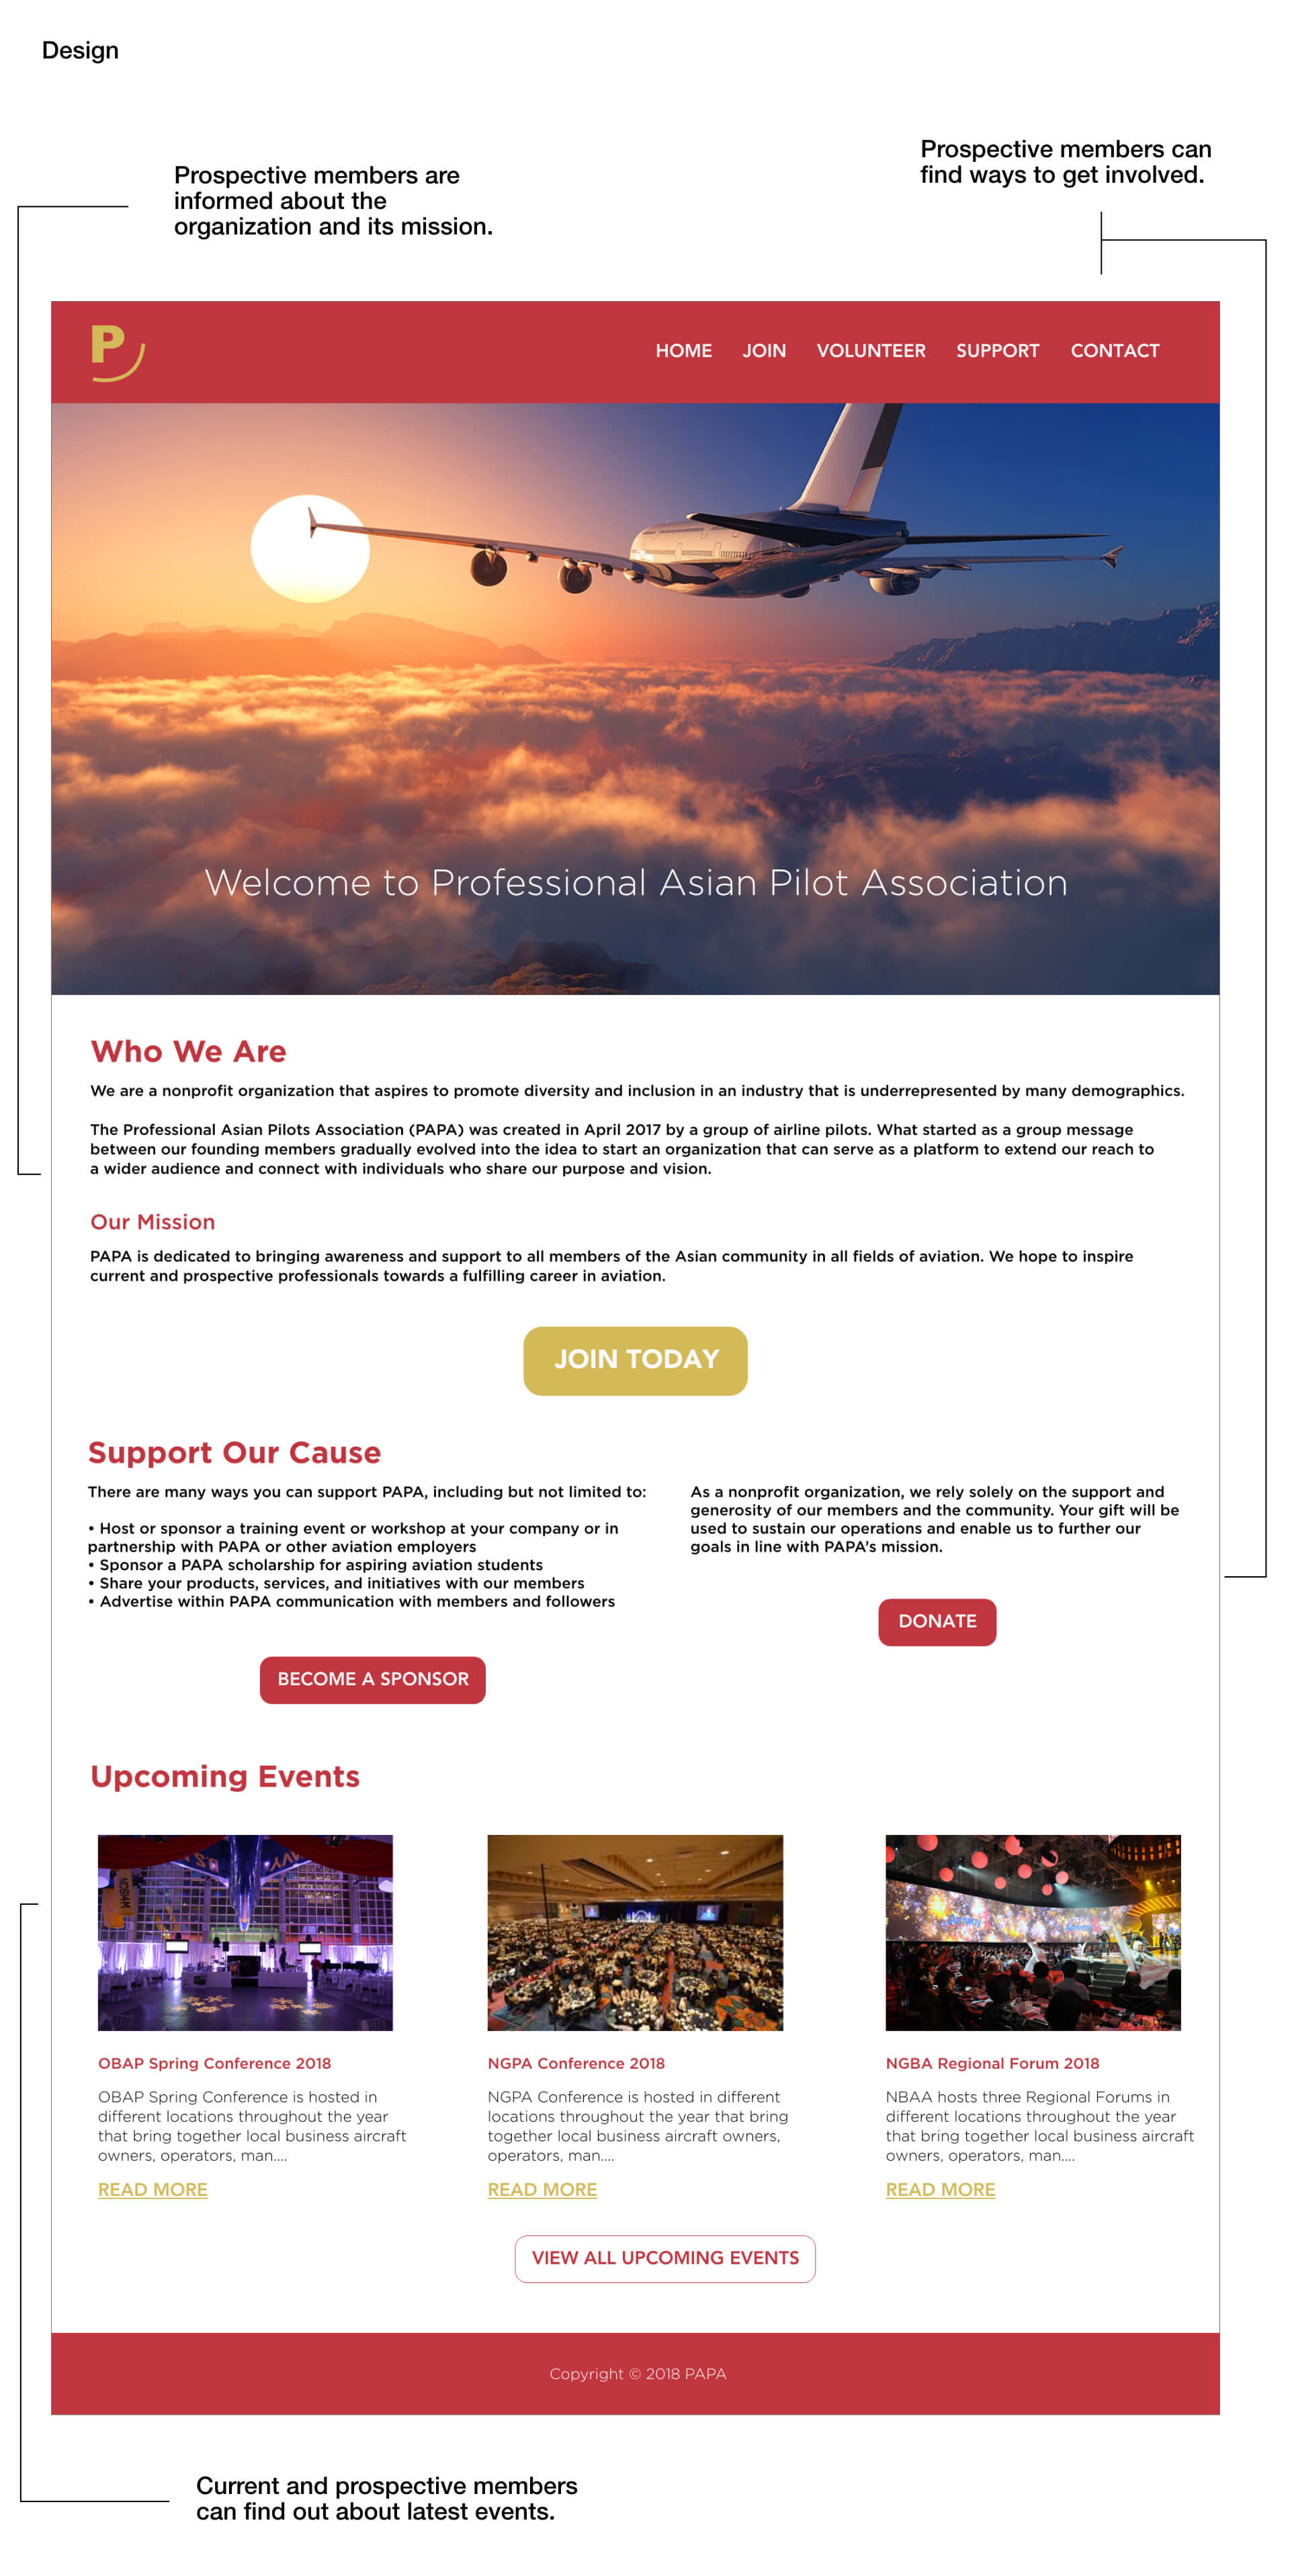 Design
Prospective members are
informed about the
organization and its mission.
Prospective members can
find ways to get involved.
P
HOME JOIN VOLUNTEER SUPPORT CONTACT
Welcome to Professional Asian Pilot Association
Who We Are
We are a nonprofit organization that aspires to promote diversity and inclusion in an industry that is underrepresented by many demographics.
The Professional Asian Pilots Association (PAPA) was created in April 2017 by a group of airline pilots. What started as a group message
between our founding members gradually evolved into the idea to start an organization that can serve as a platform to extend our reach to
a wider audience and connect with individuals who share our purpose and vision.
Our Mission
PAPA is dedicated to bringing awareness and support to all members of the Asian community in all fields of aviation. We hope to inspire
current and prospective professionals towards a fulfilling career in aviation.
JOIN TODAY
Support Our Cause
There are many ways you can support PAPA, including but not limited to:
• Host or sponsor a training event or workshop at your company or in
partnership with PAPA or other aviation employers
• Sponsor a PAPA scholarship for aspiring aviation students
• Share your products, services, and initiatives with our members
• Advertise within PAPA communication with members and followers
BECOME A SPONSOR
As a nonprofit organization, we rely solely on the support and
generosity of our members and the community. Your gift will be
used to sustain our operations and enable us to further our
goals in line with PAPA's mission.
DONATE
Upcoming Events
Amway
Amway
OBAP Spring Conference 2018
OBAP Spring Conference is hosted in
different locations throughout the year
that bring together local business aircraft
owners, operators, man....
READ MORE
NGPA Conference 2018
NGPA Conference is hosted in different
locations throughout the year that bring
together local business aircraft owners,
operators, man....
READ MORE
NGBA Regional Forum 2018
NBAA hosts three Regional Forums in
different locations throughout the year
that bring together local business aircraft
owners, operators, man....
READ MORE
VIEW ALL UPCOMING EVENTS
Copyright © 2018 PAPA
Current and prospective members
can find out about latest events.